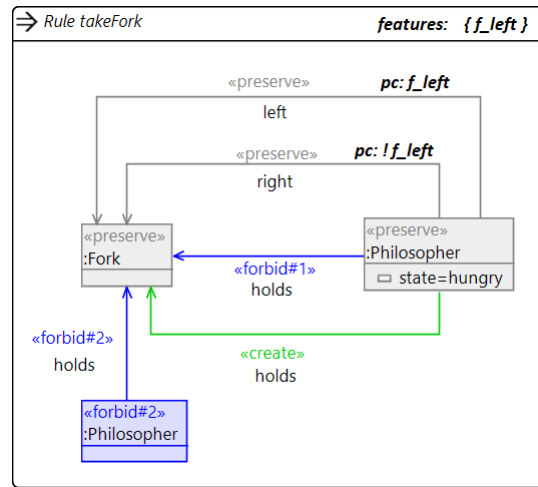 Rule takeFork
features: { f_left }
«preserve»
pc: f_left
left
«preserve»
pc: ! f_left
right
«preserve»
:Fork
«preserve»
:Philosopher
state=hungry
«forbid#1»
holds
«forbid#2»
holds
«create»
holds
«forbid#2»
:Philosopher